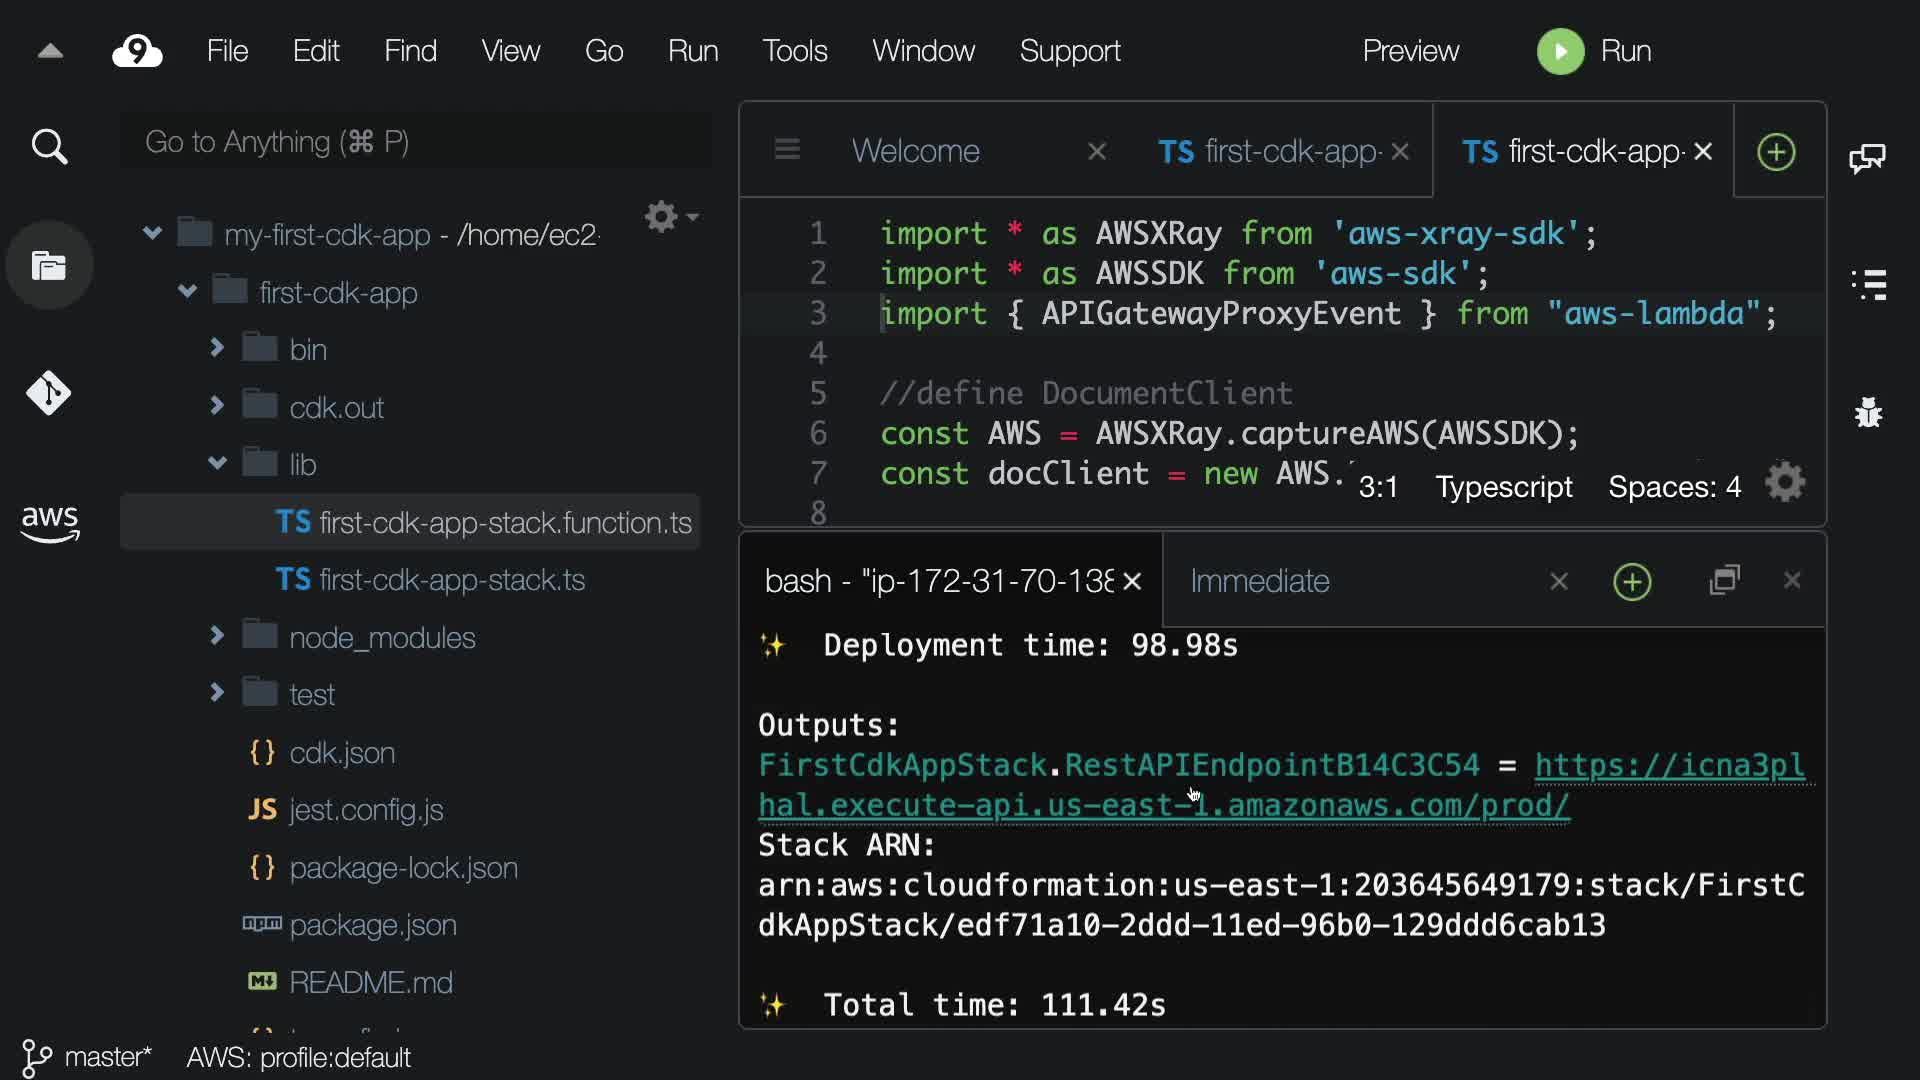 9 File Edit Find View Go Run Tools Window Support Preview Run
Go to Anything (⌘ P)
my-first-cdk-app - /home/ec2
first-cdk-app
bin
cdk.out
lib
TS first-cdk-app-stack.function.ts
TS first-cdk-app-stack.ts
node_modules
test
{} cdk.json
JS jest.config.js
{} package-lock.json
package.json
M README.md
aws
Welcome TS first-cdk-app- TS first-cdk-app-
1 import * as AWSXRay from 'aws-xray-sdk';
2 import * as AWSSDK from 'aws-sdk';
3 import { APIGatewayProxyEvent } from "aws-lambda";
4
5 //define DocumentClient
6 const AWS = AWSXRay.captureAWS(AWSSDK);
7 const docClient = new AWS.
8
3:1 Typescript Spaces: 4
bash - "ip-172-31-70-138 Immediate
✨ Deployment time: 98.98s
Outputs:
FirstCdkAppStack.RestAPIEndpointB14C3C54 = https://icna3pl
hal.execute-api.us-east-1.amazonaws.com/prod/
Stack ARN:
arn:aws:cloudformation:us-east-1:203645649179:stack/FirstC
dkAppStack/edf71a10-2ddd-11ed-96b0-129ddd6cab13
✨ Total time: 111.42s
master* AWS: profile:default